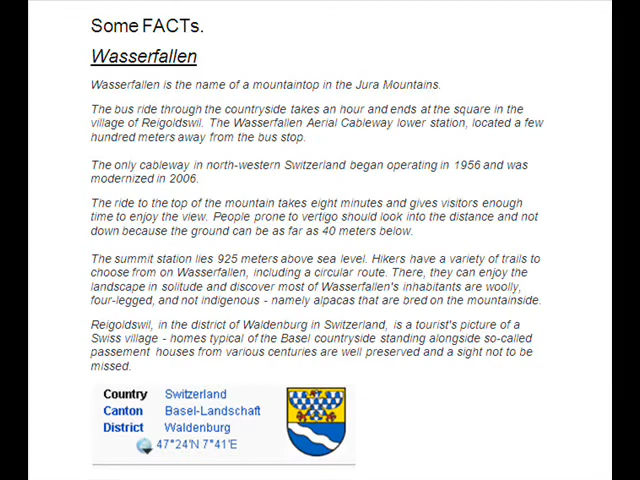 Some FACTs.
Wasserfallen
Wasserfallen is the name of a mountaintop in the Jura Mountains.
The bus ride through the countryside takes an hour and ends at the square in the
village of Reigoldswil. The Wasserfallen Aerial Cableway lower station, located a few
hundred meters away from the bus stop.
The only cableway in north-western Switzerland began operating in 1956 and was
modernized in 2006.
The ride to the top of the mountain takes eight minutes and gives visitors enough
time to enjoy the view. People prone to vertigo should look into the distance and not
down because the ground can be as far as 40 meters below.
The summit station lies 925 meters above sea level. Hikers have a variety of trails to
choose from on Wasserfallen, including a circular route. There, they can enjoy the
landscape in solitude and discover most of Wasserfallen's inhabitants are woolly,
four-legged, and not indigenous - namely alpacas that are bred on the mountainside.
Reigoldswil, in the district of Waldenburg in Switzerland, is a tourist's picture of a
Swiss village - homes typical of the Basel countryside standing alongside so-called
passement houses from various centuries are well preserved and a sight not to be
missed.
Country Switzerland
Canton Basel-Landschaft
District Waldenburg
47°24′N 7°41′E